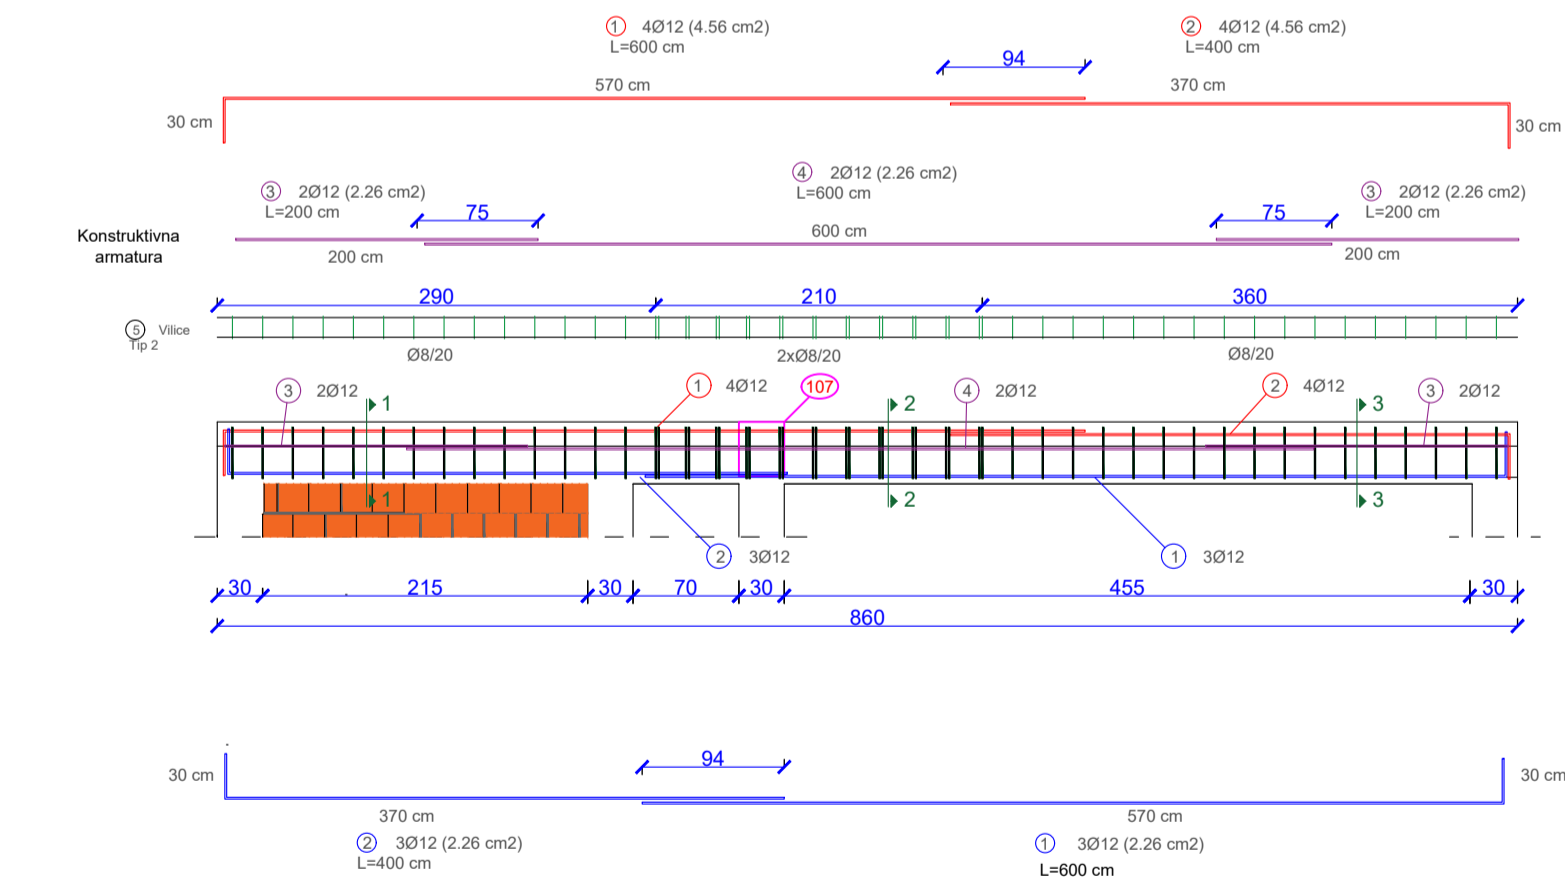 1 4Ø12 (4.56 cm2)
L=600 cm
2 4Ø12 (4.56 cm2)
L=400 cm
94
570 cm
370 cm
30 cm
30 cm
3 2Ø12 (2.26 cm2)
L=200 cm
4 2Ø12 (2.26 cm2)
L=600 cm
3 2Ø12 (2.26 cm2)
L=200 cm
75
75
Konstruktivna
armatura
600 cm
200 cm
200 cm
290
210
360
5 Vilice
Tip 2
Ø8/20
2xØ8/20
Ø8/20
3 2Ø12
1
1 4Ø12
107
2
4 2Ø12
2 4Ø12
3
3 2Ø12
1
2
3
2 3Ø12
1 3Ø12
30
215
30
70
30
455
30
860
94
30 cm
30 cm
370 cm
570 cm
2 3Ø12 (2.26 cm2)
L=400 cm
1 3Ø12 (2.26 cm2)
L=600 cm